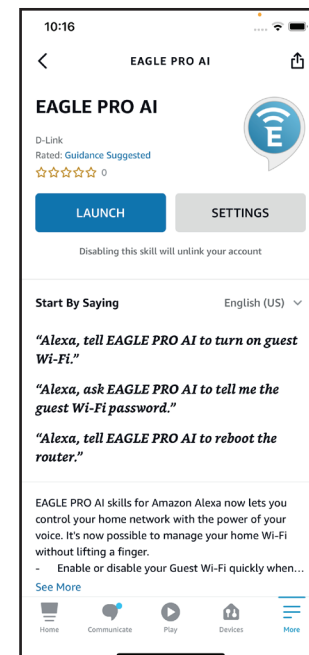 10:16
EAGLE PRO AI
EAGLE PRO AI
D-Link
Rated: Guidance Suggested
0
E
LAUNCH
SETTINGS
Disabling this skill will unlink your account
Start By Saying
English (US)
“Alexa, tell EAGLE PRO AI to turn on guest
Wi-Fi.”
“Alexa, ask EAGLE PRO AI to tell me the
guest Wi-Fi password.”
“Alexa, tell EAGLE PRO AI to reboot the
router.”
EAGLE PRO AI skills for Amazon Alexa now lets you
control your home network with the power of your
voice. It's now possible to manage your home Wi-Fi
without lifting a finger.
- Enable or disable your Guest Wi-Fi quickly when...
See More
Home
Communicate
Play
Devices
More